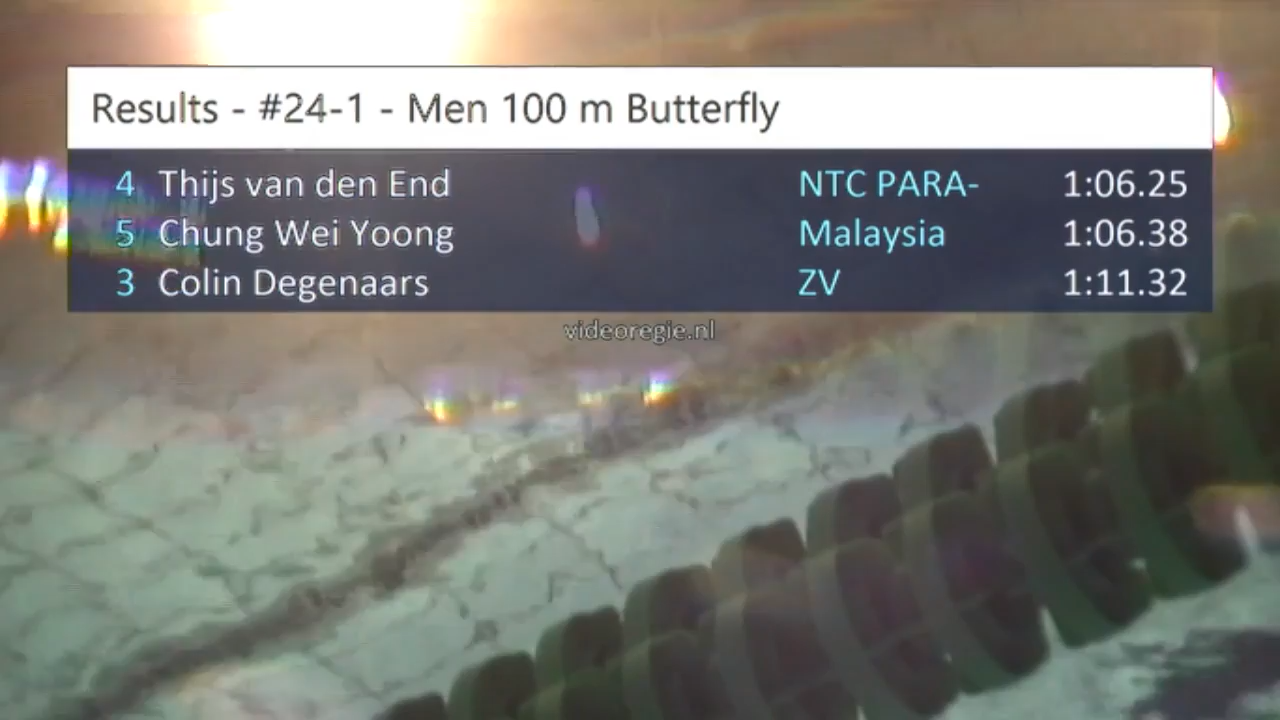 Results - #24-1 - Men 100 m Butterfly
4 Thijs van den End NTC PARA- 1:06.25
5 Chung Wei Yoong Malaysia 1:06.38
3 Colin Degenaars ZV 1:11.32
videoregie.nl